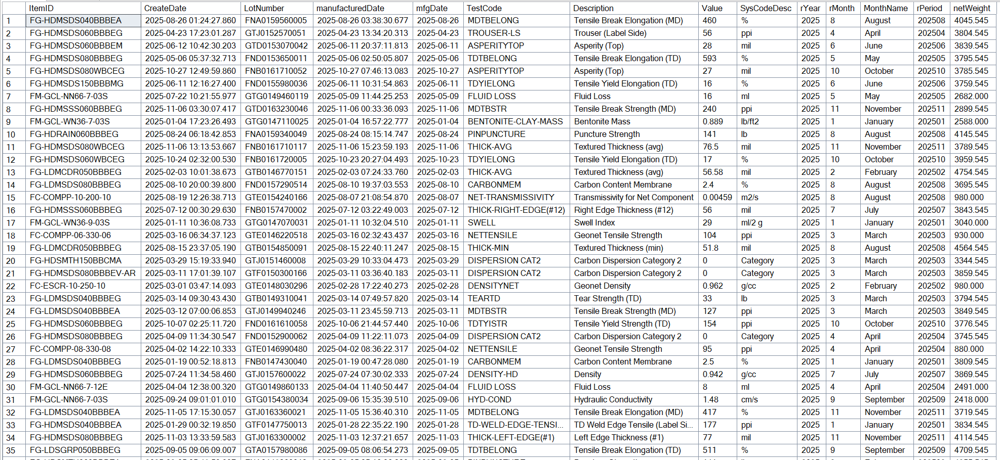 ItemID CreateDate LotNumber manufacturedDate mfgDate TestCode Description Value SysCodeDesc rYear rMonth MonthName rPeriod netWeight
1 FG-HDMSDS040BBBEA 2025-08-26 01:24:27.860 FNA0159560005 2025-08-26 03:38:30.677 2025-08-26 MDTBELONG Tensile Break Elongation (MD) 460 % 2025 8 August 202508 4045.545
2 FG-HDMSDS060BBBEG 2025-04-23 17:23:01.287 GTJ0152570051 2025-04-23 13:34:20.313 2025-04-23 TROUSER-LS Trouser (Label Side) 56 ppi 2025 4 April 202504 3804.545
3 FG-HDMSDS060BBBEM 2025-06-12 10:42:30.203 GTD0153070042 2025-06-11 20:37:11.813 2025-06-11 ASPERITYTOP Asperity (Top) 28 mil 2025 6 June 202506 3839.545
4 FG-HDMSDS080BBBEG 2025-05-06 05:37:32.713 FND0153650011 2025-05-06 02:50:05.807 2025-05-06 TDTBELONG Tensile Break Elongation (TD) 593 % 2025 5 May 202505 3795.545
5 FG-HDMSDS080WBCEG 2025-10-27 12:49:59.860 FNB0161710052 2025-10-27 07:46:13.083 2025-10-27 ASPERITYTOP Asperity (Top) 27 mil 2025 10 October 202510 3785.545
6 FG-HDMSDS150BBBMG 2025-06-11 12:16:27.400 FND0155980036 2025-06-11 10:31:54.863 2025-06-11 TDYIELONG Tensile Yield Elongation (TD) 16 % 2025 6 June 202506 3759.545
7 FM-GCL-NN66-7-03S 2025-07-22 10:21:55.977 GTG0149460119 2025-05-09 11:44:25.253 2025-05-09 FLUID LOSS Fluid Loss 16 ml 2025 5 May 202505 2682.000
8 FG-HDMSSS060BBBEG 2025-11-06 03:30:07.417 GTD0163230046 2025-11-06 00:33:36.093 2025-11-06 MDTBSTR Tensile Break Strength (MD) 240 ppi 2025 11 November 202511 2899.545
9 FM-GCL-WN36-7-03S 2025-01-04 17:23:26.493 GTG0147110025 2025-01-04 16:57:22.777 2025-01-04 BENTONITE-CLAY-MASS Bentonite Mass 0.889 lb/ft2 2025 1 January 202501 2588.000
10 FG-HDRAIN060BBBEG 2025-08-24 06:18:42.853 FNA0159340049 2025-08-24 08:15:14.747 2025-08-24 PINPUNCTURE Puncture Strength 141 lb 2025 8 August 202508 4145.545
11 FG-HDMSDS080WBCEG 2025-11-06 13:13:53.667 FNB0161710117 2025-11-06 15:23:59.193 2025-11-06 THICK-AVG Textured Thickness (avg) 76.5 mil 2025 11 November 202511 3789.545
12 FG-HDMSDS060WBCEG 2025-10-24 02:32:00.530 FNB0161720005 2025-10-23 20:27:04.493 2025-10-23 TDYIELONG Tensile Yield Elongation (TD) 17 % 2025 10 October 202510 3959.545
13 FG-LDMCDR050BBBEG 2025-02-03 10:01:38.673 GTB0146770151 2025-02-03 07:24:33.760 2025-02-03 THICK-AVG Textured Thickness (avg) 56.58 mil 2025 2 February 202502 4754.545
14 FG-LDMSDS080BBBEG 2025-08-10 20:00:39.800 FND0157290514 2025-08-10 19:37:03.553 2025-08-10 CARBONMEM Carbon Content Membrane 2.4 % 2025 8 August 202508 3695.545
15 FC-COMPP-10-200-10 2025-08-19 12:26:38.713 GTE0154240166 2025-08-07 21:08:54.870 2025-08-07 NET-TRANSMISSIVITY Transmissivity for Net Component 0.00459 m2/s 2025 8 August 202508 980.000
16 FG-HDMSSS060BBBEG 2025-07-12 00:30:29.630 FNB0157470002 2025-07-12 03:22:49.003 2025-07-12 THICK-RIGHT-EDGE(#12) Right Edge Thickness (#12) 56 mil 2025 7 July 202507 3843.545
17 FM-GCL-WN36-9-03S 2025-01-11 10:36:08.733 GTG0147070031 2025-01-11 10:32:04.510 2025-01-11 SWELL Swell Index 29 ml/2 g 2025 1 January 202501 3040.000
18 FC-COMPP-06-330-06 2025-03-16 06:34:37.123 GTE0146220518 2025-03-16 02:32:43.437 2025-03-16 NETTENSILE Geonet Tensile Strength 104 ppi 2025 3 March 202503 930.000
19 FG-LDMCDR050BBBEG 2025-08-15 23:37:05.190 GTB0154850091 2025-08-15 22:40:11.247 2025-08-15 THICK-MIN Textured Thickness (min) 51.8 mil 2025 8 August 202508 4564.545
20 FG-HDSMTH150BBCMA 2025-03-29 15:19:33.940 GTJ0151460008 2025-03-29 10:33:04.473 2025-03-29 DISPERSION CAT2 Carbon Dispersion Category 2 0 Category 2025 3 March 202503 3344.545
21 FG-HDMSDS080BBBEV-AR 2025-03-11 17:01:39.107 GTF0150300166 2025-03-11 03:36:40.183 2025-03-11 DISPERSION CAT2 Carbon Dispersion Category 2 0 Category 2025 3 March 202503 3859.545
22 FC-ESCR-10-250-10 2025-03-01 03:47:14.093 GTE0148030296 2025-02-28 17:22:40.273 2025-02-28 DENSITYNET Geonet Density 0.962 g/cc 2025 2 February 202502 980.000
23 FG-LDMSDS040BBBEG 2025-03-14 09:30:43.430 GTB0149310041 2025-03-14 07:49:57.820 2025-03-14 TEARTD Tear Strength (TD) 33 lb 2025 3 March 202503 3794.545
24 FG-LDMSDS040BBBEA 2025-03-12 07:00:06.853 GTJ0149940246 2025-03-11 23:45:59.713 2025-03-11 MDTBSTR Tensile Break Strength (MD) 127 ppi 2025 3 March 202503 3849.545
25 FG-HDMSDS060BBBEG 2025-10-07 02:25:11.720 FND0161610058 2025-10-06 21:44:57.440 2025-10-06 TDTYISTR Tensile Yield Strength (TD) 154 ppi 2025 10 October 202510 3776.545
26 FG-HDMSDS080BBBEG 2025-04-09 11:34:30.547 FND0152900062 2025-04-09 11:22:11.073 2025-04-09 DISPERSION CAT2 Carbon Dispersion Category 2 0 Category 2025 4 April 202504 3745.545
27 FC-COMPP-08-330-08 2025-04-02 14:22:10.333 GTE0146990480 2025-04-02 08:36:22.317 2025-04-02 NETTENSILE Geonet Tensile Strength 95 ppi 2025 4 April 202504 880.000
28 FG-LDMSDS040BBBEG 2025-01-19 00:52:18.813 FNB0147430040 2025-01-19 00:47:28.080 2025-01-19 CARBONMEM Carbon Content Membrane 2.5 % 2025 1 January 202501 3809.545
29 FG-HDMSDS060BBBEG 2025-07-24 11:34:58.460 GTJ0157600022 2025-07-24 07:30:02.333 2025-07-24 DENSITY-HD Density 0.942 g/cc 2025 7 July 202507 3869.545
30 FM-GCL-NN66-7-12E 2025-04-04 12:38:00.320 GTG0149860133 2025-04-04 11:40:50.447 2025-04-04 FLUID LOSS Fluid Loss 8 ml 2025 4 April 202504 2491.000
31 FM-GCL-NN66-7-03S 2025-09-24 09:01:01.010 GTG0154380034 2025-09-06 15:35:39.510 2025-09-06 HYD-COND Hydraulic Conductivity 1.48 cm/s 2025 9 September 202509 2418.000
32 FG-LDMSDS040BBBEA 2025-11-05 17:15:30.057 GTJ0163360021 2025-11-05 15:36:40.310 2025-11-05 MDTBELONG Tensile Break Elongation (MD) 417 % 2025 11 November 202511 3719.545
33 FG-HDMSDS040BBBEA 2025-01-29 00:32:19.850 GTF0147750013 2025-01-28 22:35:22.190 2025-01-28 TD-WELD-EDGE-TENSI... TD Weld Edge Tensile (Label Si... 177 ppi 2025 1 January 202501 3834.545
34 FG-HDMSDS080BBBEG 2025-11-03 13:33:59.583 GTJ0163300002 2025-11-03 12:37:21.657 2025-11-03 THICK-LEFT-EDGE(#1) Left Edge Thickness (#1) 77 mil 2025 11 November 202511 4114.545
35 FG-LDSGRP050BBBEG 2025-09-05 09:06:09.007 GTA0157980086 2025-09-05 08:06:54.273 2025-09-05 TDTBELONG Tensile Break Elongation (TD) 511 % 2025 9 September 202509 4709.545